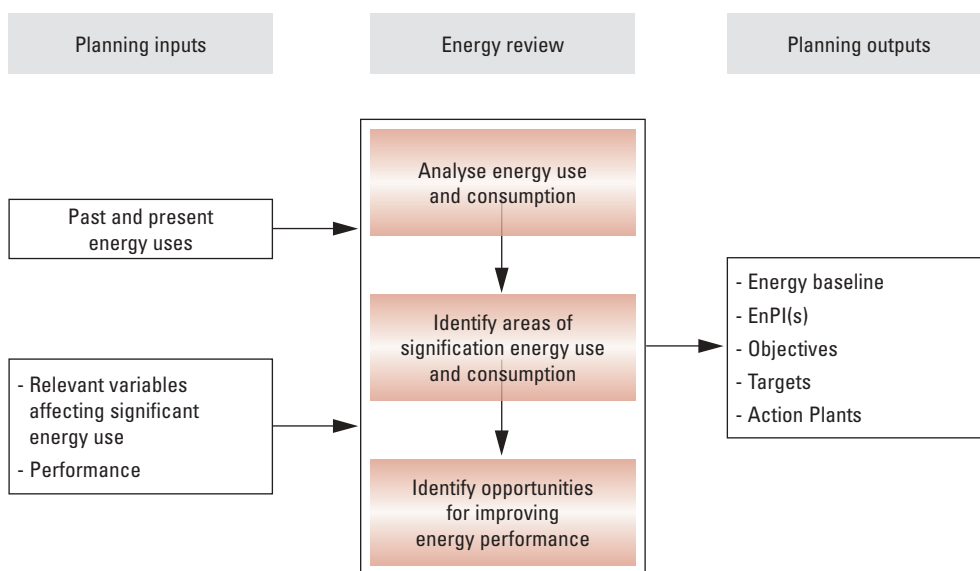 Planning inputs
Energy review
Planning outputs
Past and present
energy uses
- Relevant variables
affecting significant
energy use
- Performance
Analyse energy use
and consumption
Identify areas of
signification energy use
and consumption
Identify opportunities
for improving
energy performance
- Energy baseline
- EnPI(s)
- Objectives
- Targets
- Action Plants